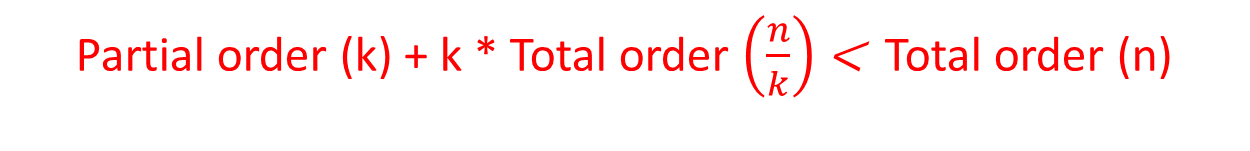 Partial order (k) + k * Total order (n/k) < Total order (n)